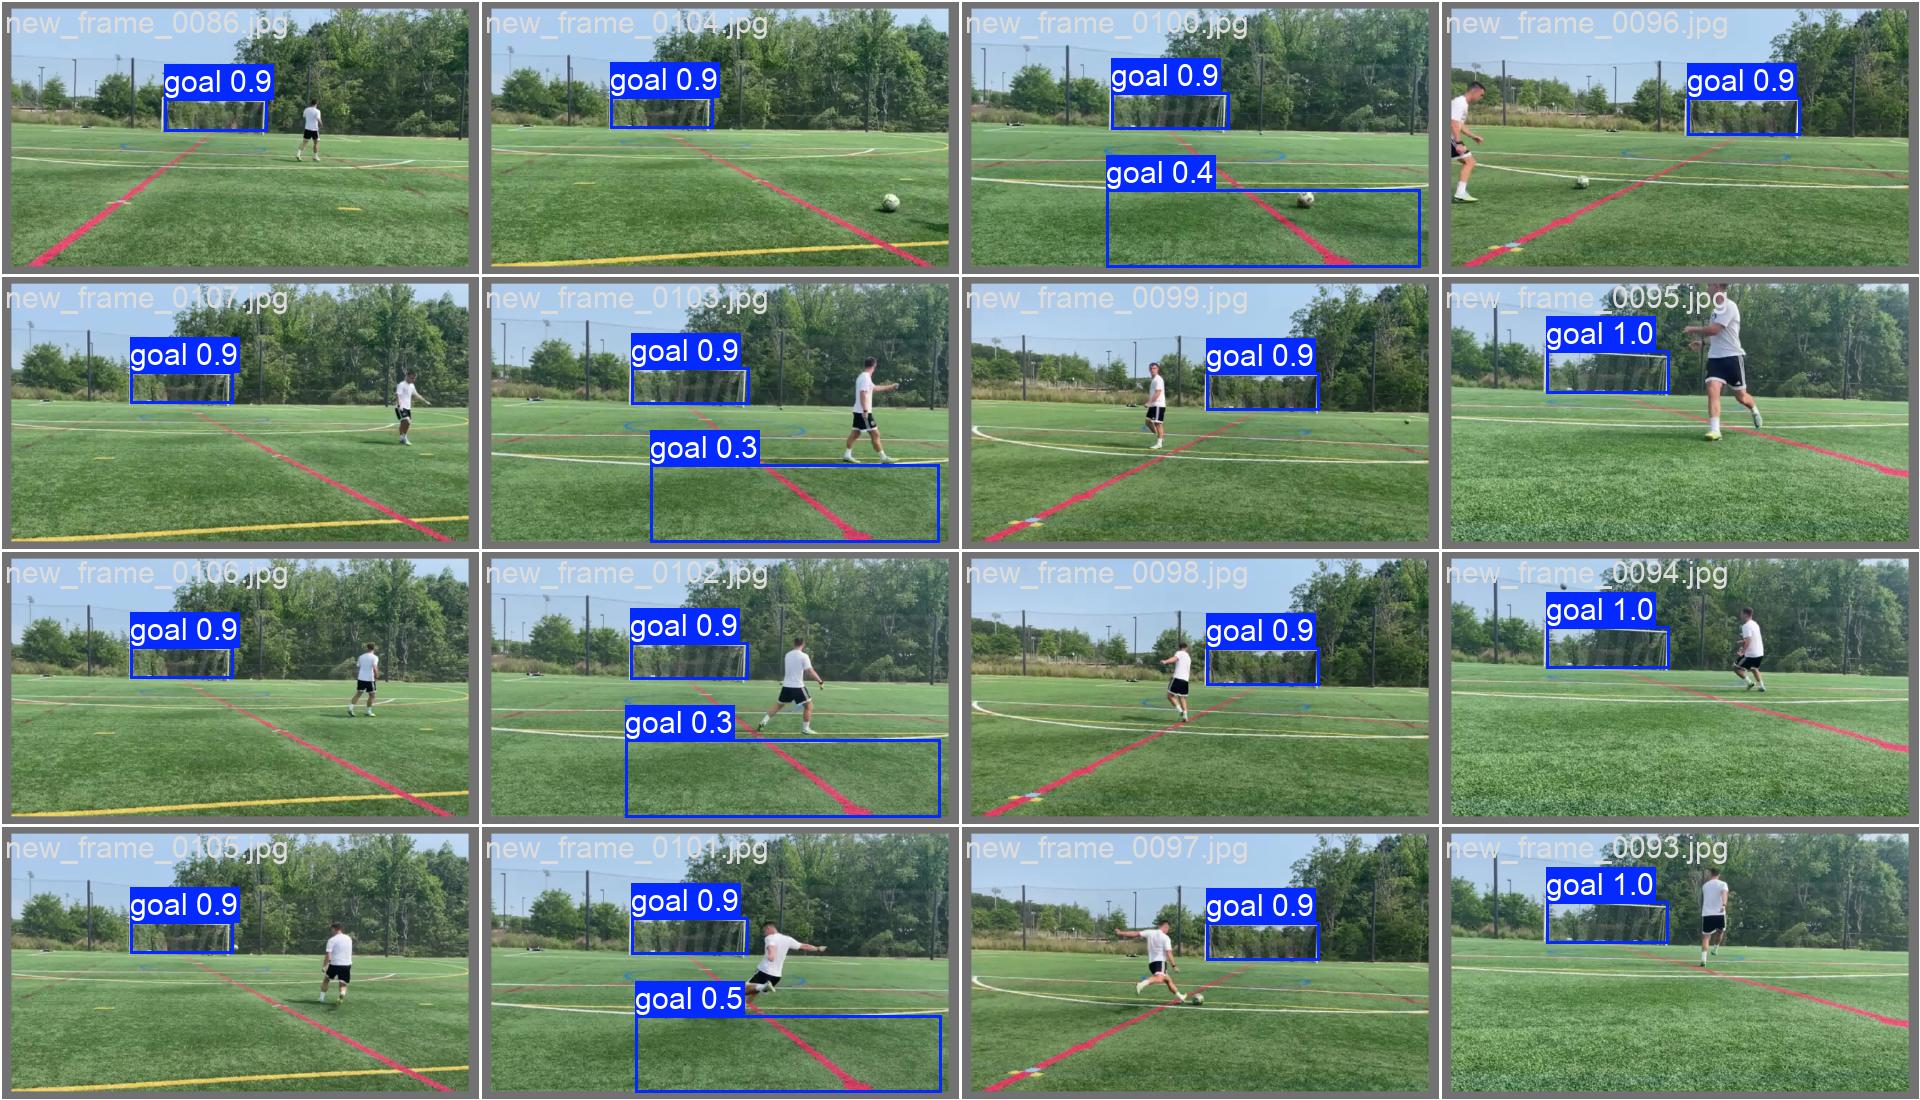 new_frame_0086.jpg
goal 0.9
new_frame_0104.jpg
goal 0.9
new_frame_0100.jpg
goal 0.9
goal 0.4
new_frame_0096.jpg
goal 0.9
new_frame_0107.jpg
goal 0.9
new_frame_0103.jpg
goal 0.9
goal 0.3
new_frame_0099.jpg
goal 0.9
new_frame_0095.jpg
goal 1.0
new_frame_0106.jpg
goal 0.9
new_frame_0102.jpg
goal 0.9
goal 0.3
new_frame_0098.jpg
goal 0.9
new_frame_0094.jpg
goal 1.0
new_frame_0105.jpg
goal 0.9
new_frame_0101.jpg
goal 0.9
goal 0.5
new_frame_0097.jpg
goal 0.9
new_frame_0093.jpg
goal 1.0